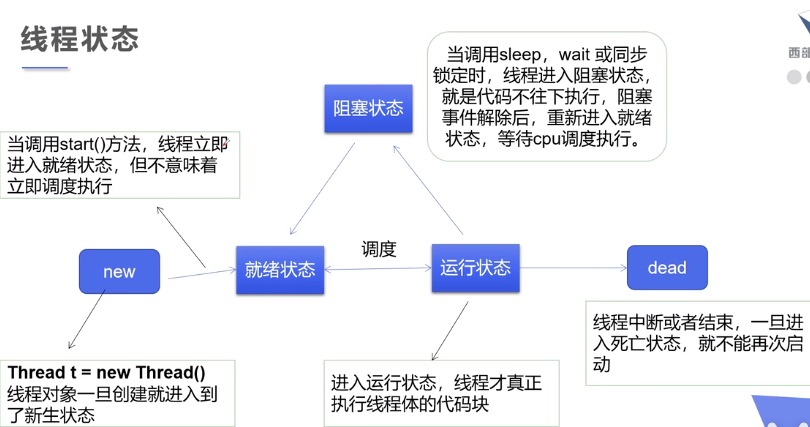 线程状态
西部
当调用sleep，wait 或同步
锁定时，线程进入阻塞状态，
就是代码不往下执行，阻塞
事件解除后，重新进入就绪
状态，等待cpu调度执行。
阻塞状态
当调用start()方法，线程立即
进入就绪状态，但不意味着
立即调度执行
new
就绪状态
调度
运行状态
dead
Thread t = new Thread()
线程对象一旦创建就进入到
了新生状态
进入运行状态，线程才真正
执行线程体的代码块
线程中断或者结束，一旦进
入死亡状态，就不能再次启
动